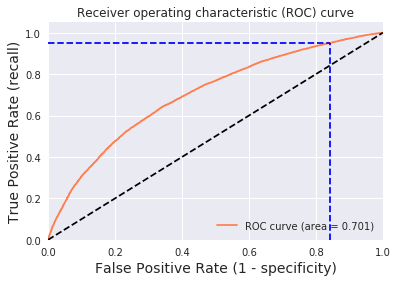 Receiver operating characteristic (ROC) curve
True Positive Rate (recall)
1.0
0.8
0.6
0.4
0.2
0.0
ROC curve (area = 0.701)
0.0 0.2 0.4 0.6 0.8 1.0
False Positive Rate (1 - specificity)